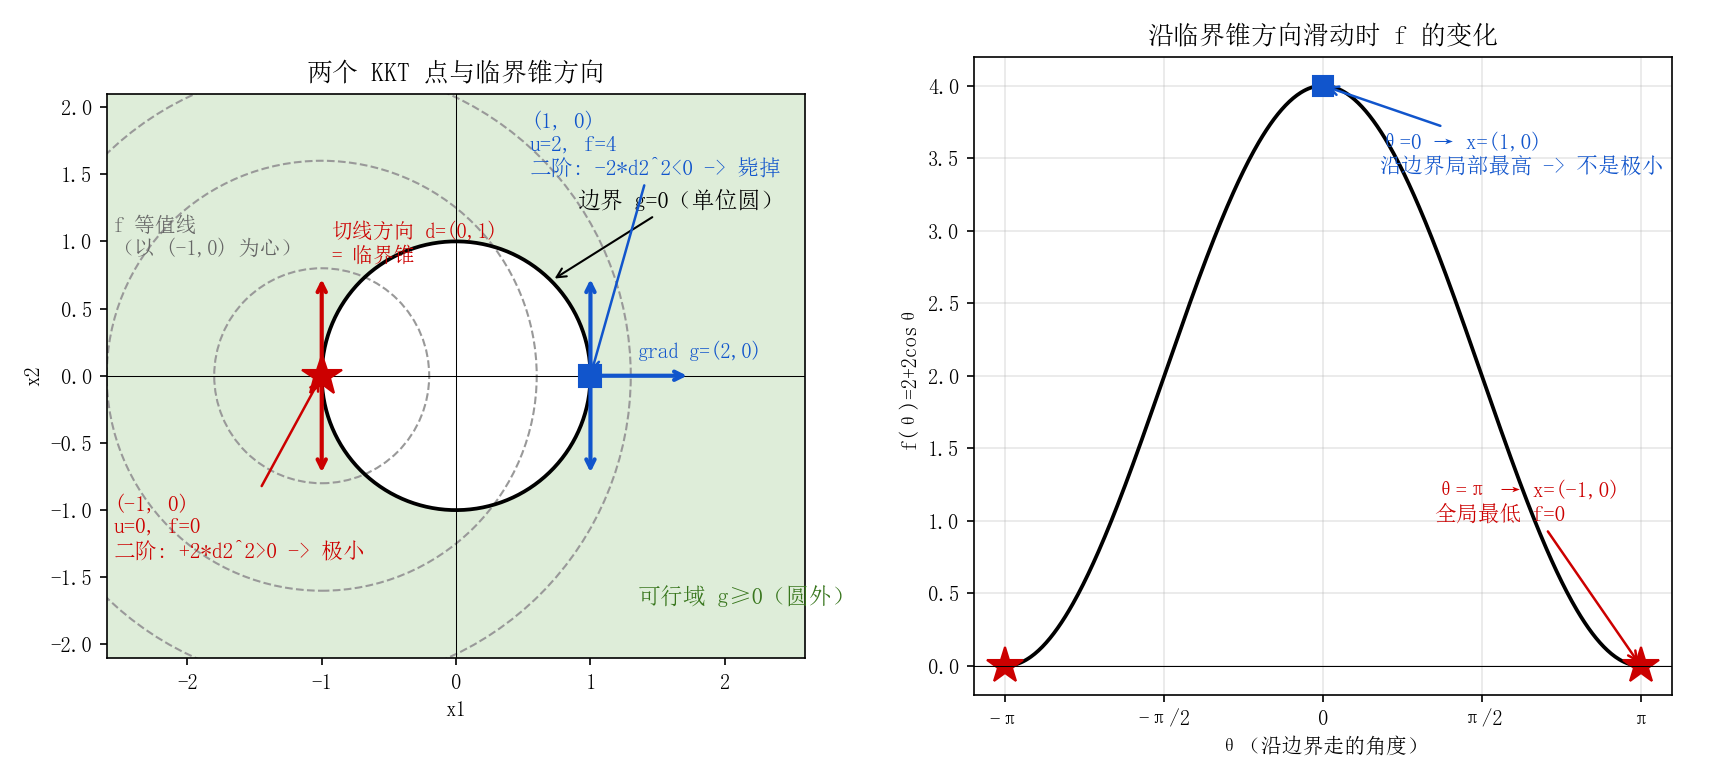 两个 KKT 点与临界锥方向
2.0
1.5
1.0
0.5
0.0
−0.5
−1.0
−1.5
−2.0
x2
−2
−1
0
1
2
x1
(1, 0)
u=2, f=4
二阶: -2*d2^2<0 -> 毙掉
边界 g=0（单位圆）
f 等值线
（以 (-1,0) 为心）
切线方向 d=(0,1)
= 临界锥
grad g=(2,0)
(-1, 0)
u=0, f=0
二阶: +2*d2^2>0 -> 极小
可行域 g≥0（圆外）
沿临界锥方向滑动时 f 的变化
4.0
3.5
3.0
2.5
2.0
1.5
1.0
0.5
0.0
f(θ)=2+2cosθ
−π
−π/2
0
π/2
π
θ（沿边界走的角度）
θ=0 → x=(1,0)
沿边界局部最高 -> 不是极小
θ=π → x=(-1,0)
全局最低 f=0